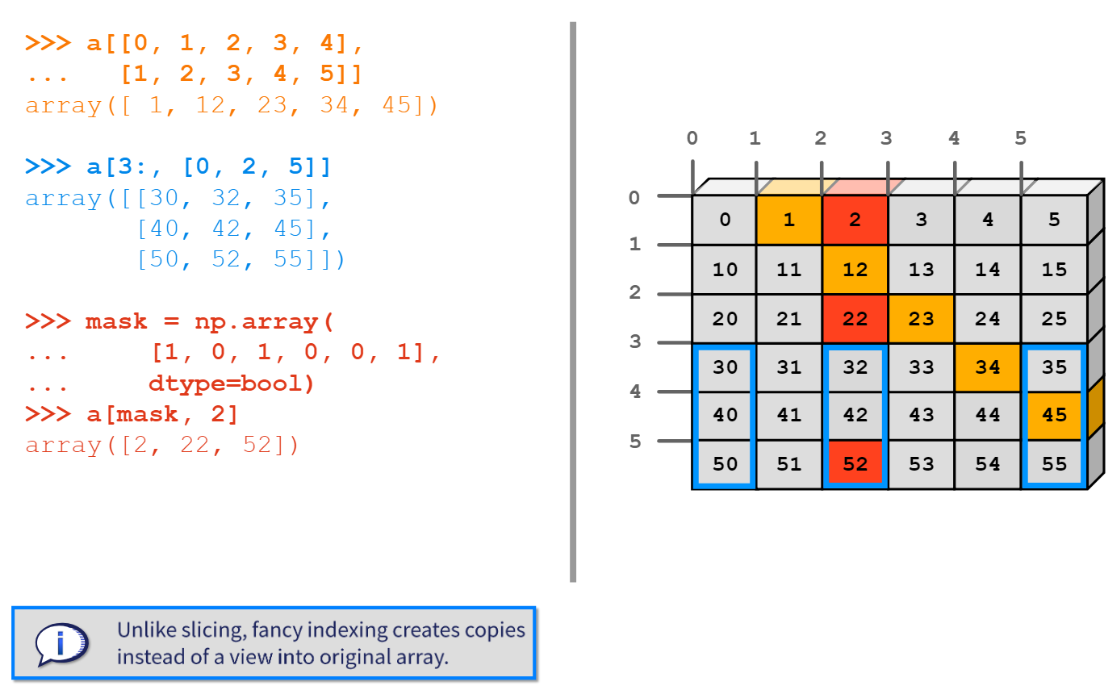 >>> a[[0, 1, 2, 3, 4],
...   [1, 2, 3, 4, 5]]
array([ 1, 12, 23, 34, 45])
>>> a[3:, [0, 2, 5]]
array([[30, 32, 35],
       [40, 42, 45],
       [50, 52, 55]])
>>> mask = np.array(
...     [1, 0, 1, 0, 0, 1],
...     dtype=bool)
>>> a[mask, 2]
array([2, 22, 52])
Unlike slicing, fancy indexing creates copies
instead of a view into original array.
0 1 2 3 4 5
0
0 1 2 3 4 5
1
10 11 12 13 14 15
2
20 21 22 23 24 25
3
30 31 32 33 34 35
4
40 41 42 43 44 45
5
50 51 52 53 54 55